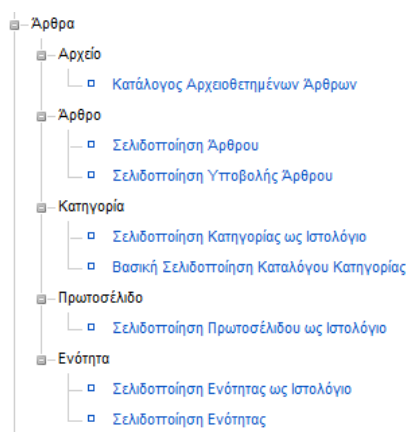 Άρθρα
Αρχείο
Κατάλογος Αρχειοθετημένων Άρθρων
Άρθρο
Σελιδοποίηση Άρθρου
Σελιδοποίηση Υποβολής Άρθρου
Κατηγορία
Σελιδοποίηση Κατηγορίας ως Ιστολόγιο
Βασική Σελιδοποίηση Καταλόγου Κατηγορίας
Πρωτοσέλιδο
Σελιδοποίηση Πρωτοσέλιδου ως Ιστολόγιο
Ενότητα
Σελιδοποίηση Ενότητας ως Ιστολόγιο
Σελιδοποίηση Ενότητας